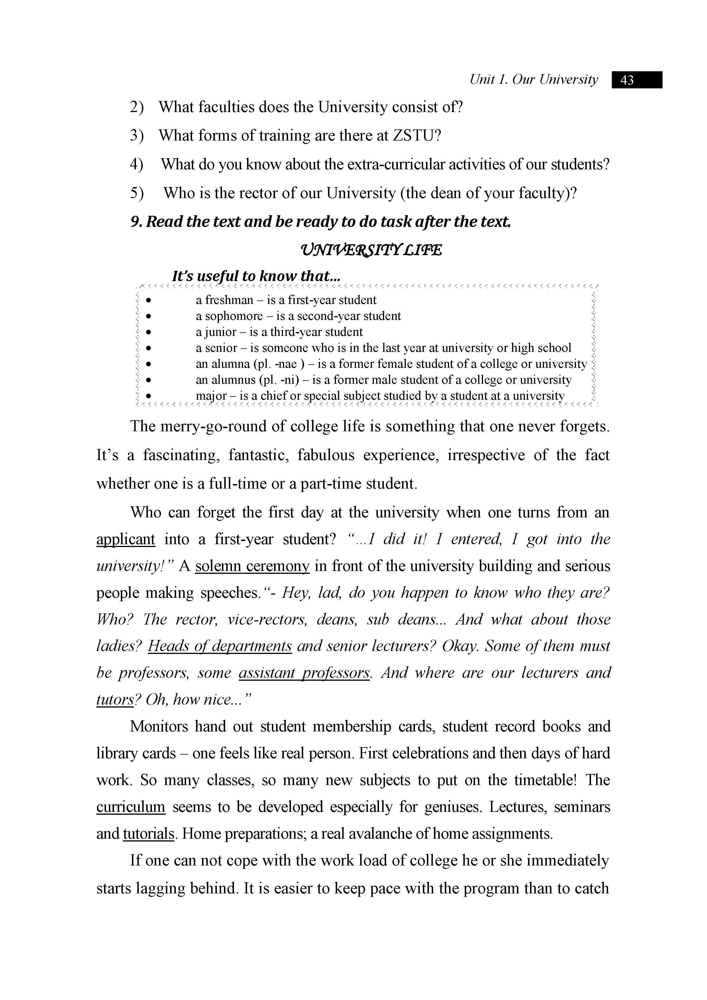 Unit 1. Our University 43
2) What faculties does the University consist of?
3) What forms of training are there at ZSTU?
4) What do you know about the extra-curricular activities of our students?
5) Who is the rector of our University (the dean of your faculty)?
9. Read the text and be ready to do task after the text.
UNIVERSITY LIFE
It's useful to know that...
• a freshman – is a first-year student
• a sophomore – is a second-year student
• a junior – is a third-year student
• a senior – is someone who is in the last year at university or high school
• an alumna (pl. -nae ) – is a former female student of a college or university
• an alumnus (pl. -ni) – is a former male student of a college or university
• major – is a chief or special subject studied by a student at a university
The merry-go-round of college life is something that one never forgets.
It's a fascinating, fantastic, fabulous experience, irrespective of the fact
whether one is a full-time or a part-time student.
Who can forget the first day at the university when one turns from an
applicant into a first-year student? “...I did it! I entered, I got into the
university!” A solemn ceremony in front of the university building and serious
people making speeches.“- Hey, lad, do you happen to know who they are?
Who? The rector, vice-rectors, deans, sub deans... And what about those
ladies? Heads of departments and senior lecturers? Okay. Some of them must
be professors, some assistant professors. And where are our lecturers and
tutors? Oh, how nice...”
Monitors hand out student membership cards, student record books and
library cards – one feels like real person. First celebrations and then days of hard
work. So many classes, so many new subjects to put on the timetable! The
curriculum seems to be developed especially for geniuses. Lectures, seminars
and tutorials. Home preparations; a real avalanche of home assignments.
If one can not cope with the work load of college he or she immediately
starts lagging behind. It is easier to keep pace with the program than to catch